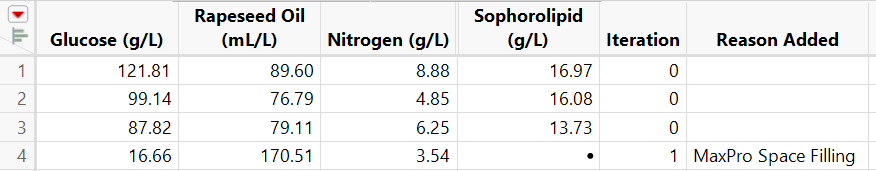 Glucose (g/L) Rapeseed Oil (mL/L) Nitrogen (g/L) Sophorolipid (g/L) Iteration Reason Added
1 121.81 89.60 8.88 16.97 0
2 99.14 76.79 4.85 16.08 0
3 87.82 79.11 6.25 13.73 0
4 16.66 170.51 3.54 • 1 MaxPro Space Filling